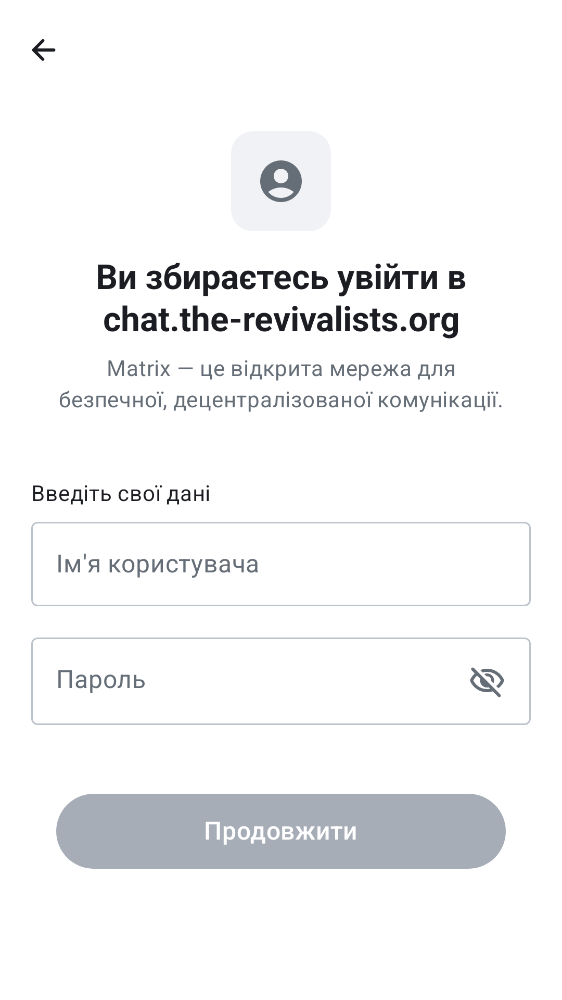 Ви збираєтесь увійти в
chat.the-revivalists.org
Matrix — це відкрита мережа для
безпечної, децентралізованої комунікації.
Введіть свої дані
Ім'я користувача
Пароль
Продовжити